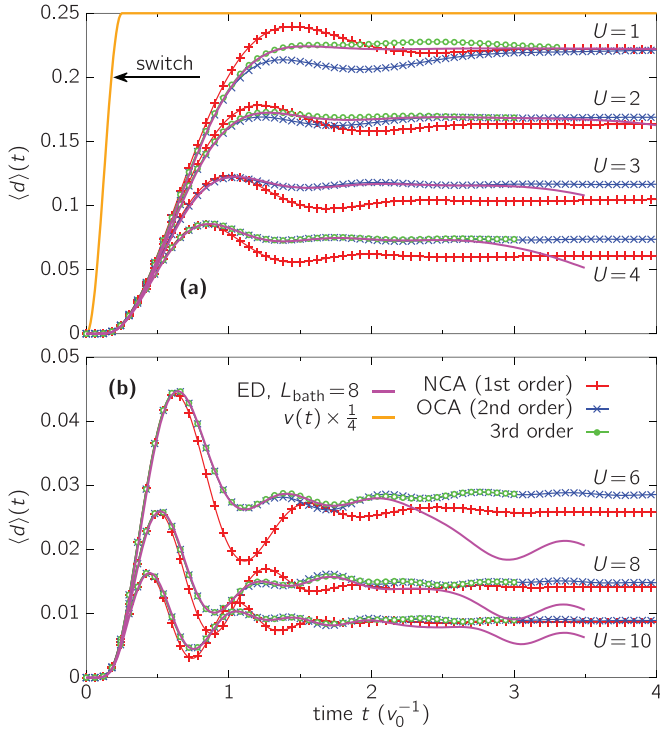 0.25
0.2
0.15
0.1
0.05
0
⟨d⟩(t)
switch
(a)
U = 1
U = 2
U = 3
U = 4
0.05
0.04
0.03
0.02
0.01
0
⟨d⟩(t)
(b)
ED, L_bath = 8
v(t) × 1/4
NCA (1st order)
OCA (2nd order)
3rd order
U = 6
U = 8
U = 10
0 1 2 3 4
time t (v₀⁻¹)